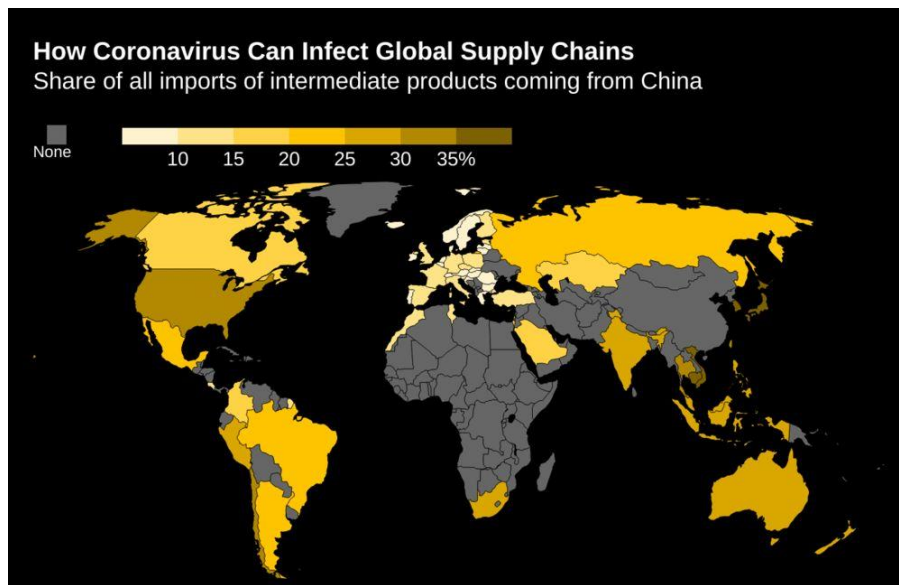 How Coronavirus Can Infect Global Supply Chains
Share of all imports of intermediate products coming from China
None
10 15 20 25 30 35%